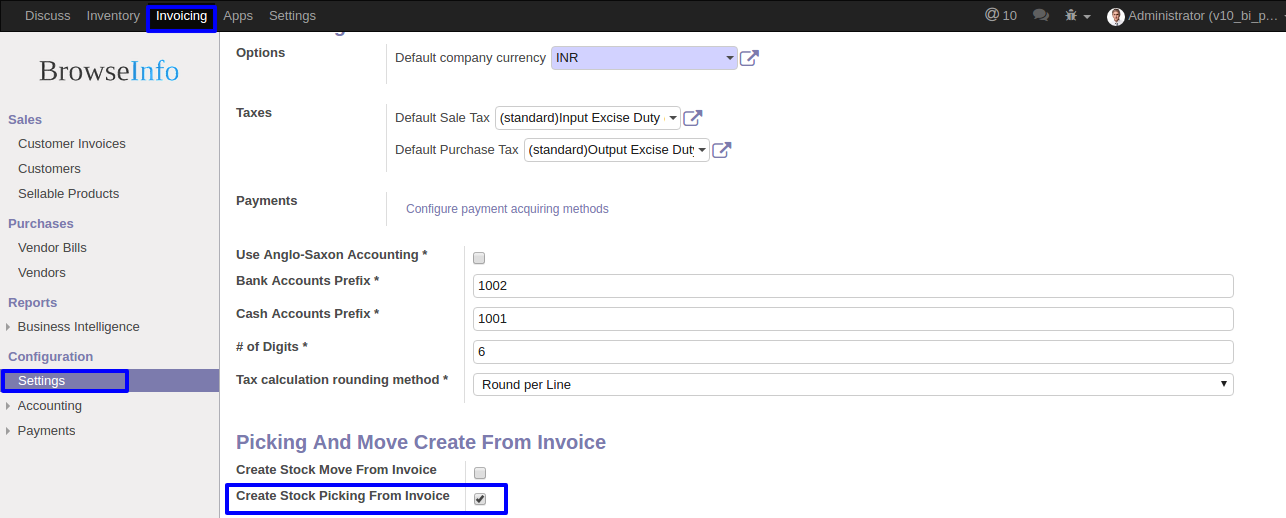 Discuss Inventory Invoicing Apps Settings @ 10 Administrator (v10_bi_p...
BrowseInfo
Sales
Customer Invoices
Customers
Sellable Products
Purchases
Vendor Bills
Vendors
Reports
Business Intelligence
Configuration
Settings
Accounting
Payments
Options Default company currency INR
Taxes Default Sale Tax (standard)Input Excise Duty
Default Purchase Tax (standard)Output Excise Duty
Payments Configure payment acquiring methods
Use Anglo-Saxon Accounting *
Bank Accounts Prefix * 1002
Cash Accounts Prefix * 1001
# of Digits * 6
Tax calculation rounding method * Round per Line
Picking And Move Create From Invoice
Create Stock Move From Invoice
Create Stock Picking From Invoice